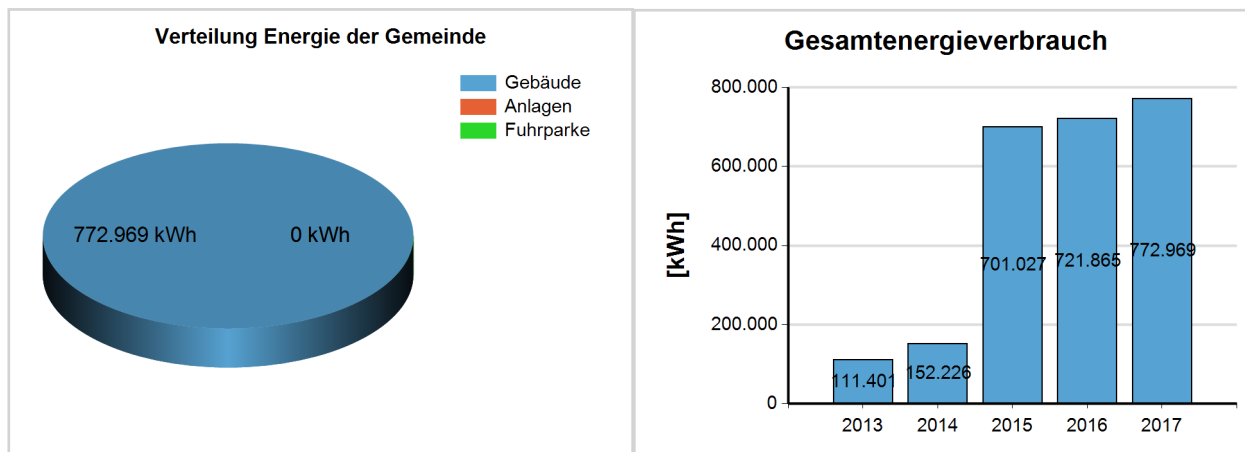 Verteilung Energie der Gemeinde
Gebäude
Anlagen
Fuhrparke
772.969 kWh
0 kWh
Gesamtenergieverbrauch
[kWh]
800.000
600.000
400.000
200.000
0
111.401
152.226
701.027
721.865
772.969
2013
2014
2015
2016
2017